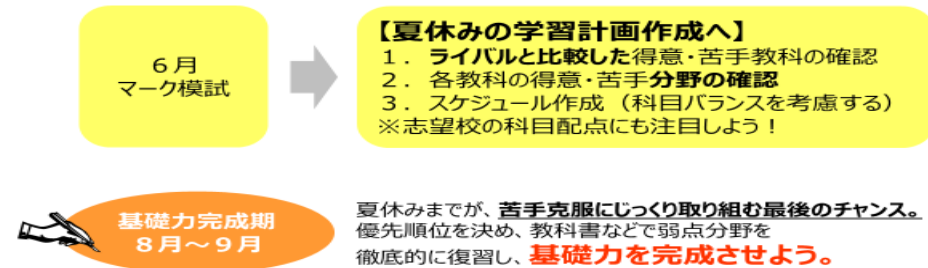 6月
マーク模試
【夏休みの学習計画作成へ】
1．ライバルと比較した得意・苦手教科の確認
2．各教科の得意・苦手分野の確認
3．スケジュール作成（科目バランスを考慮する）
※志望校の科目配点にも注目しよう！
基礎力完成期
8月～9月
夏休みまでが、苦手克服にじっくり取り組む最後のチャンス。
優先順位を決め、教科書などで弱点分野を
徹底的に復習し、基礎力を完成させよう。